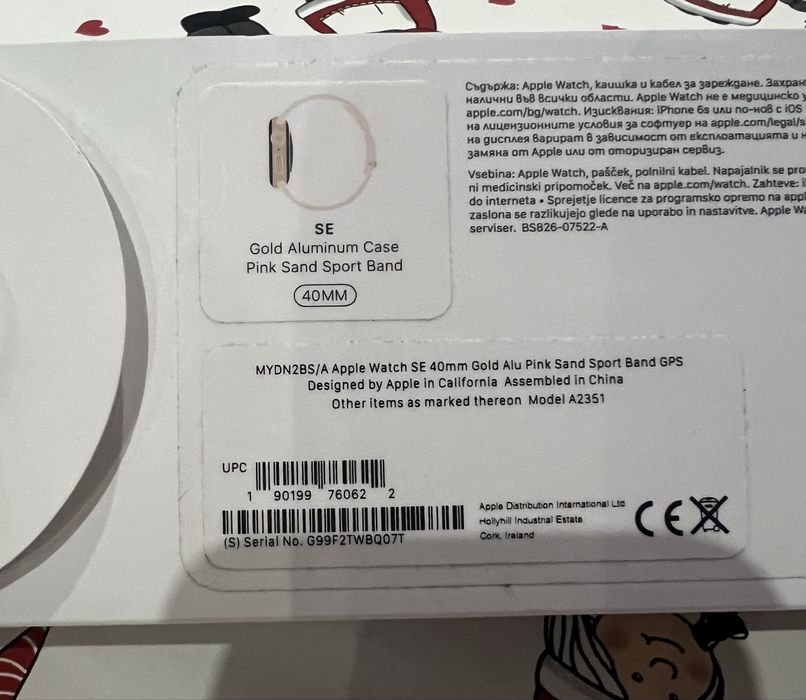 SE
Gold Aluminum Case
Pink Sand Sport Band
40MM
Съдържа: Apple Watch, каишка и кабел за зареждане.
налични във всички области. Apple Watch не е медицинско
apple.com/bg/watch. Изисквания: iPhone 6s или по-нов с iOS
на лицензионните условия за софтуер на apple.com/legal/s
на дисплея варират в зависимост от експлоатацията и н
замяна от Apple или от оторизиран сервиз.
Vsebina: Apple Watch, pašček, polnilni kabel. Napajalnik se pro
ni medicinski pripomoček. Več na apple.com/watch. Zahteve:
do interneta • Sprejetje licence za programsko opremo na appl
zaslona se razlikujejo glede na uporabo in nastavitve. Apple Wa
serviser. BS826-07522-A
MYDN2BS/A Apple Watch SE 40mm Gold Alu Pink Sand Sport Band GPS
Designed by Apple in California Assembled in China
Other items as marked thereon Model A2351
UPC
1 90199 76062 2
(S) Serial No. G99F2TWBQ07T
Apple Distribution International Ltd
Hollyhill Industrial Estate
Cork, Ireland
CE